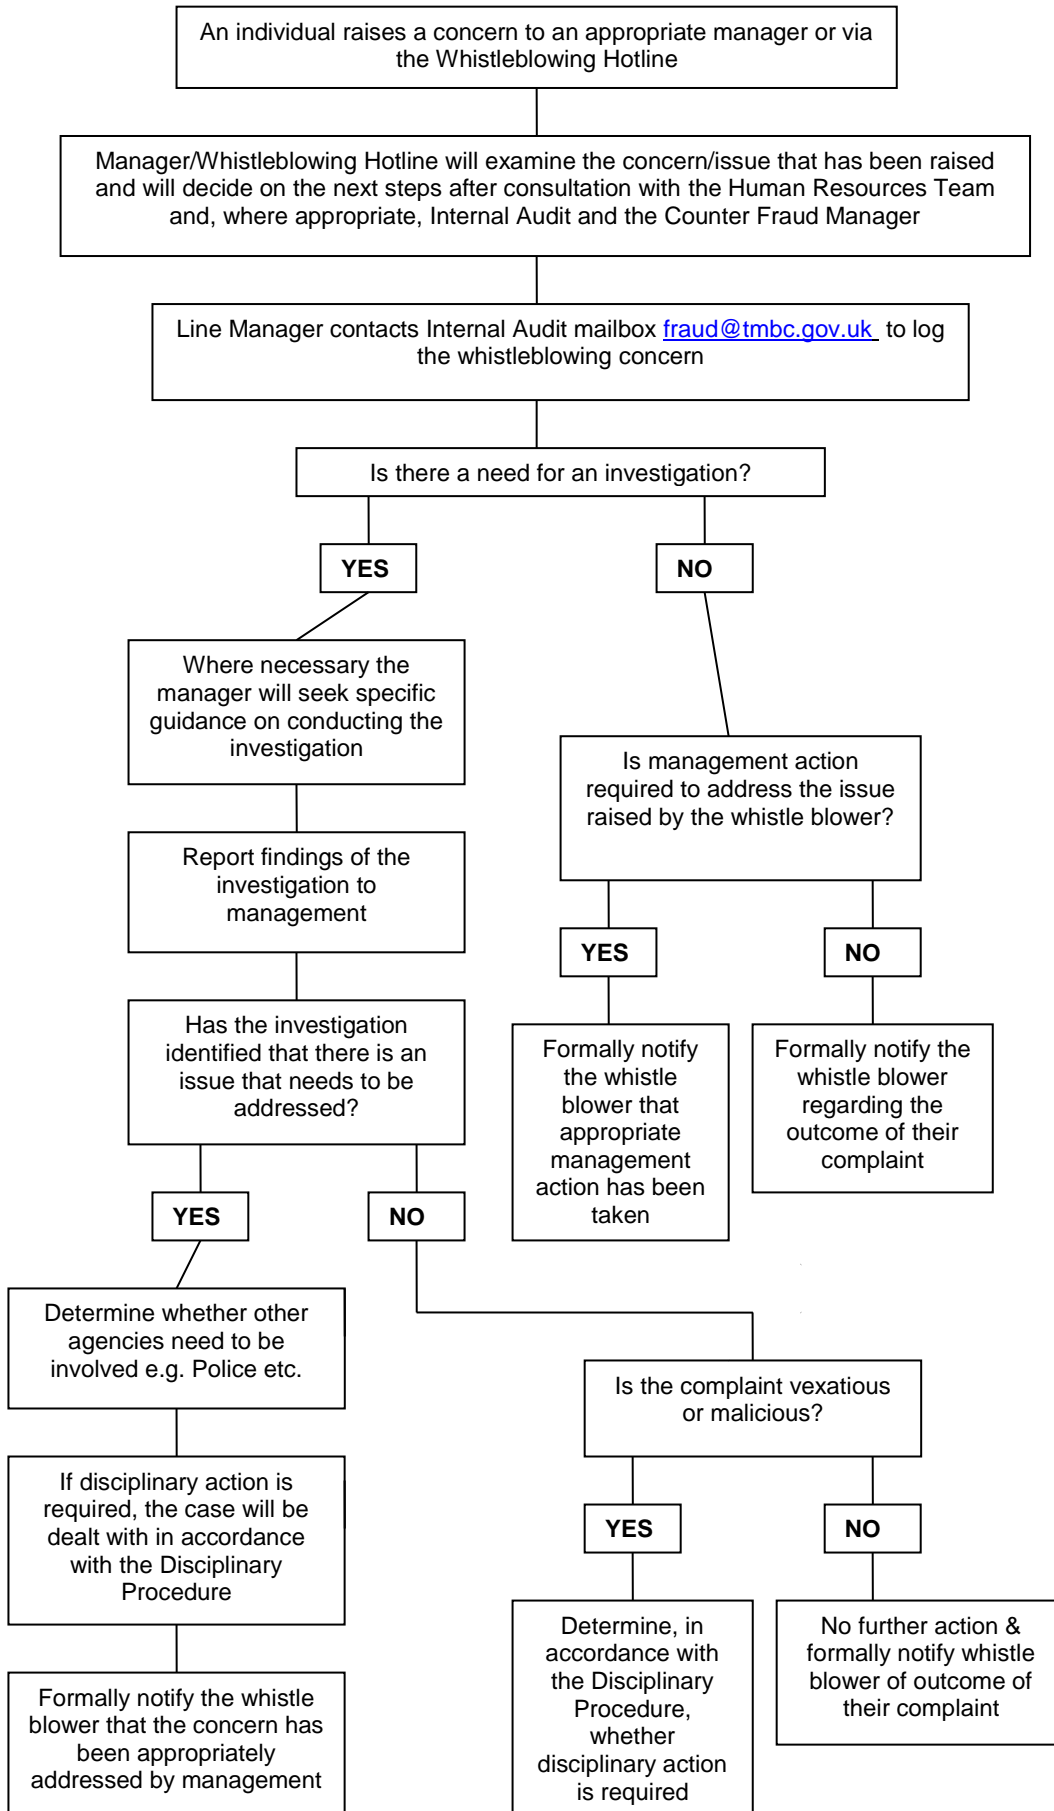 An individual raises a concern to an appropriate manager or via
the Whistleblowing Hotline
Manager/Whistleblowing Hotline will examine the concern/issue that has been raised
and will decide on the next steps after consultation with the Human Resources Team
and, where appropriate, Internal Audit and the Counter Fraud Manager
Line Manager contacts Internal Audit mailbox fraud@tmbc.gov.uk to log
the whistleblowing concern
Is there a need for an investigation?
YES
NO
Where necessary the
manager will seek specific
guidance on conducting the
investigation
Is management action
required to address the issue
raised by the whistle blower?
Report findings of the
investigation to
management
YES
NO
Has the investigation
identified that there is an
issue that needs to be
addressed?
Formally notify
the whistle
blower that
appropriate
management
action has been
taken
Formally notify the
whistle blower
regarding the
outcome of their
complaint
YES
NO
Determine whether other
agencies need to be
involved e.g. Police etc.
Is the complaint vexatious
or malicious?
If disciplinary action is
required, the case will be
dealt with in accordance
with the Disciplinary
Procedure
YES
NO
Formally notify the whistle
blower that the concern has
been appropriately
addressed by management
Determine, in
accordance with
the Disciplinary
Procedure,
whether
disciplinary action
is required
No further action &
formally notify whistle
blower of outcome of
their complaint